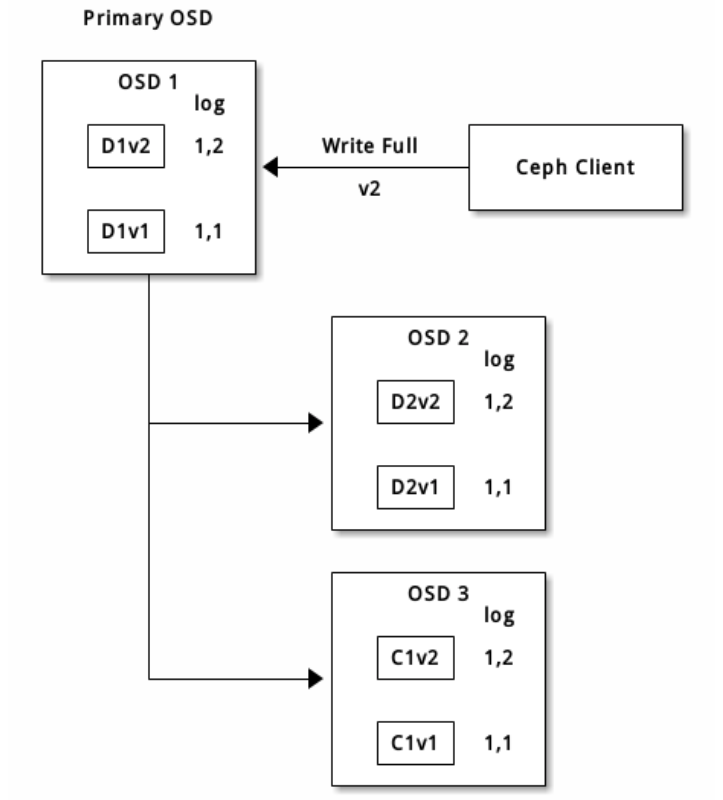 Primary OSD
OSD 1
log
D1v2 1,2
D1v1 1,1
Write Full
v2
Ceph Client
OSD 2
log
D2v2 1,2
D2v1 1,1
OSD 3
log
C1v2 1,2
C1v1 1,1